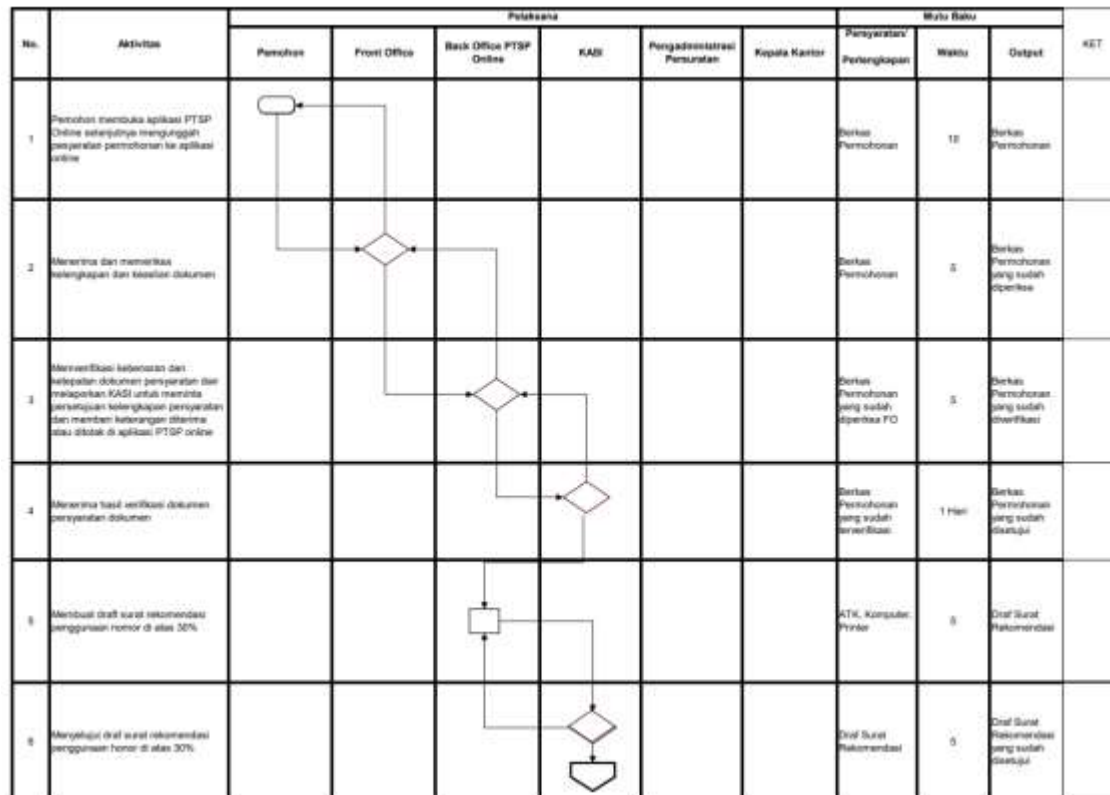 No.
Aktivitas
Pelaksana
Mutu Baku
KET
Pemohon
Front Office
Back Office PTSP
Online
KASI
Pengadministrasi
Persuratan
Kepala Kantor
Persyaratan/
Perlengkapan
Waktu
Output
1
Pemohon membuka aplikasi PTSP
Online selanjutnya mengunggah
pesyaratan permohonan ke aplikasi
online
Berkas
Permohonan
10
Berkas
Permohonan
2
Menerima dan memeriksa
kelengkapan dan keaslian dokumen
Berkas
Permohonan
5
Berkas
Permohonan
yang sudah
diperiksa
3
Memverifikasi kebenaran dan
ketepatan dokumen persyaratan dan
melaporkan KASI untuk meminta
persetujuan kelengkapan persyaratan
dan memberi keterangan diterima
atau ditolak di aplikasi PTSP online
Berkas
Permohonan
yang sudah
diperiksa FO
5
Berkas
Permohonan
yang sudah
diverifikasi
4
Menerima hasil verifikasi dokumen
persyaratan dokumen
Berkas
Permohonan
yang sudah
terverifikasi
1 Hari
Berkas
Permohonan
yang sudah
disetujui
5
Membuat draft surat rekomendasi
penggunaan nomor di atas 30%
ATK, Komputer,
Printer
5
Draf Surat
Rekomendasi
6
Menyetujui draf surat rekomendasi
penggunaan honor di atas 30%
Draf Surat
Rekomendasi
5
Draf Surat
Rekomendasi
yang sudah
disetujui